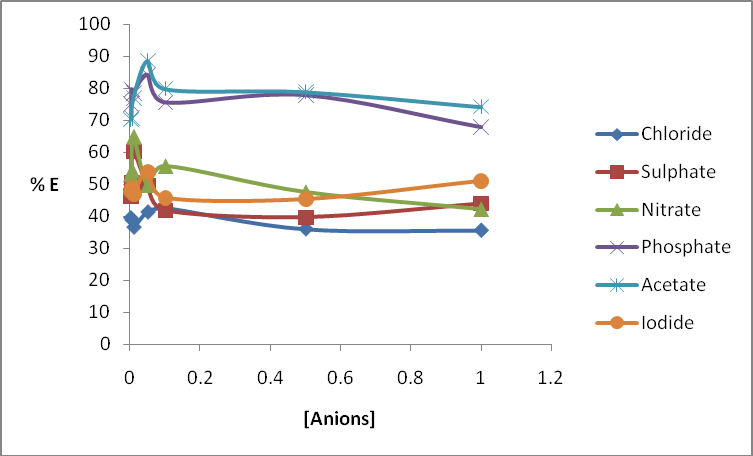 100
90
80
70
60
50
40
30
20
10
0
% E
0 0.2 0.4 0.6 0.8 1 1.2
[Anions]
Chloride
Sulphate
Nitrate
Phosphate
Acetate
Iodide